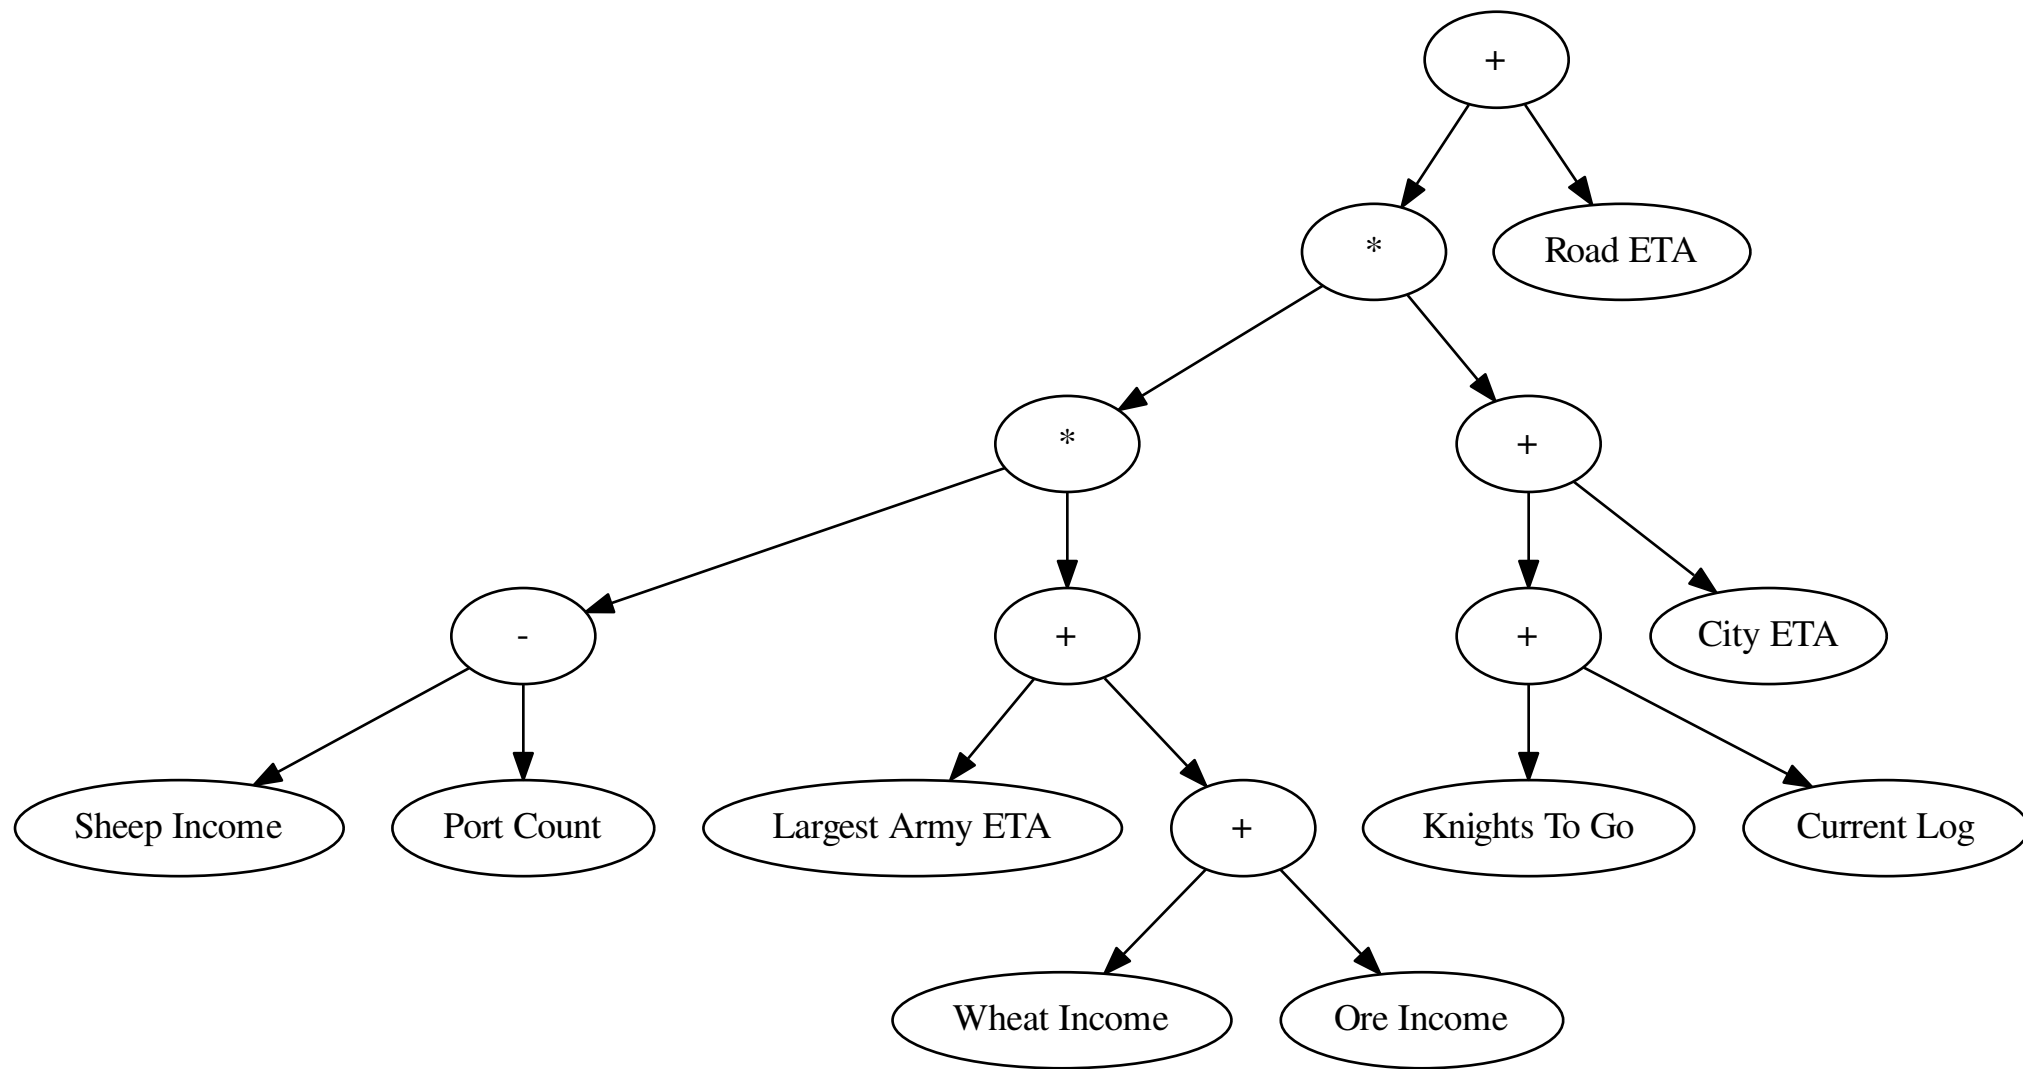 +
*
Road ETA
*
+
-
+
+
City ETA
Sheep Income
Port Count
Largest Army ETA
+
Knights To Go
Current Log
Wheat Income
Ore Income